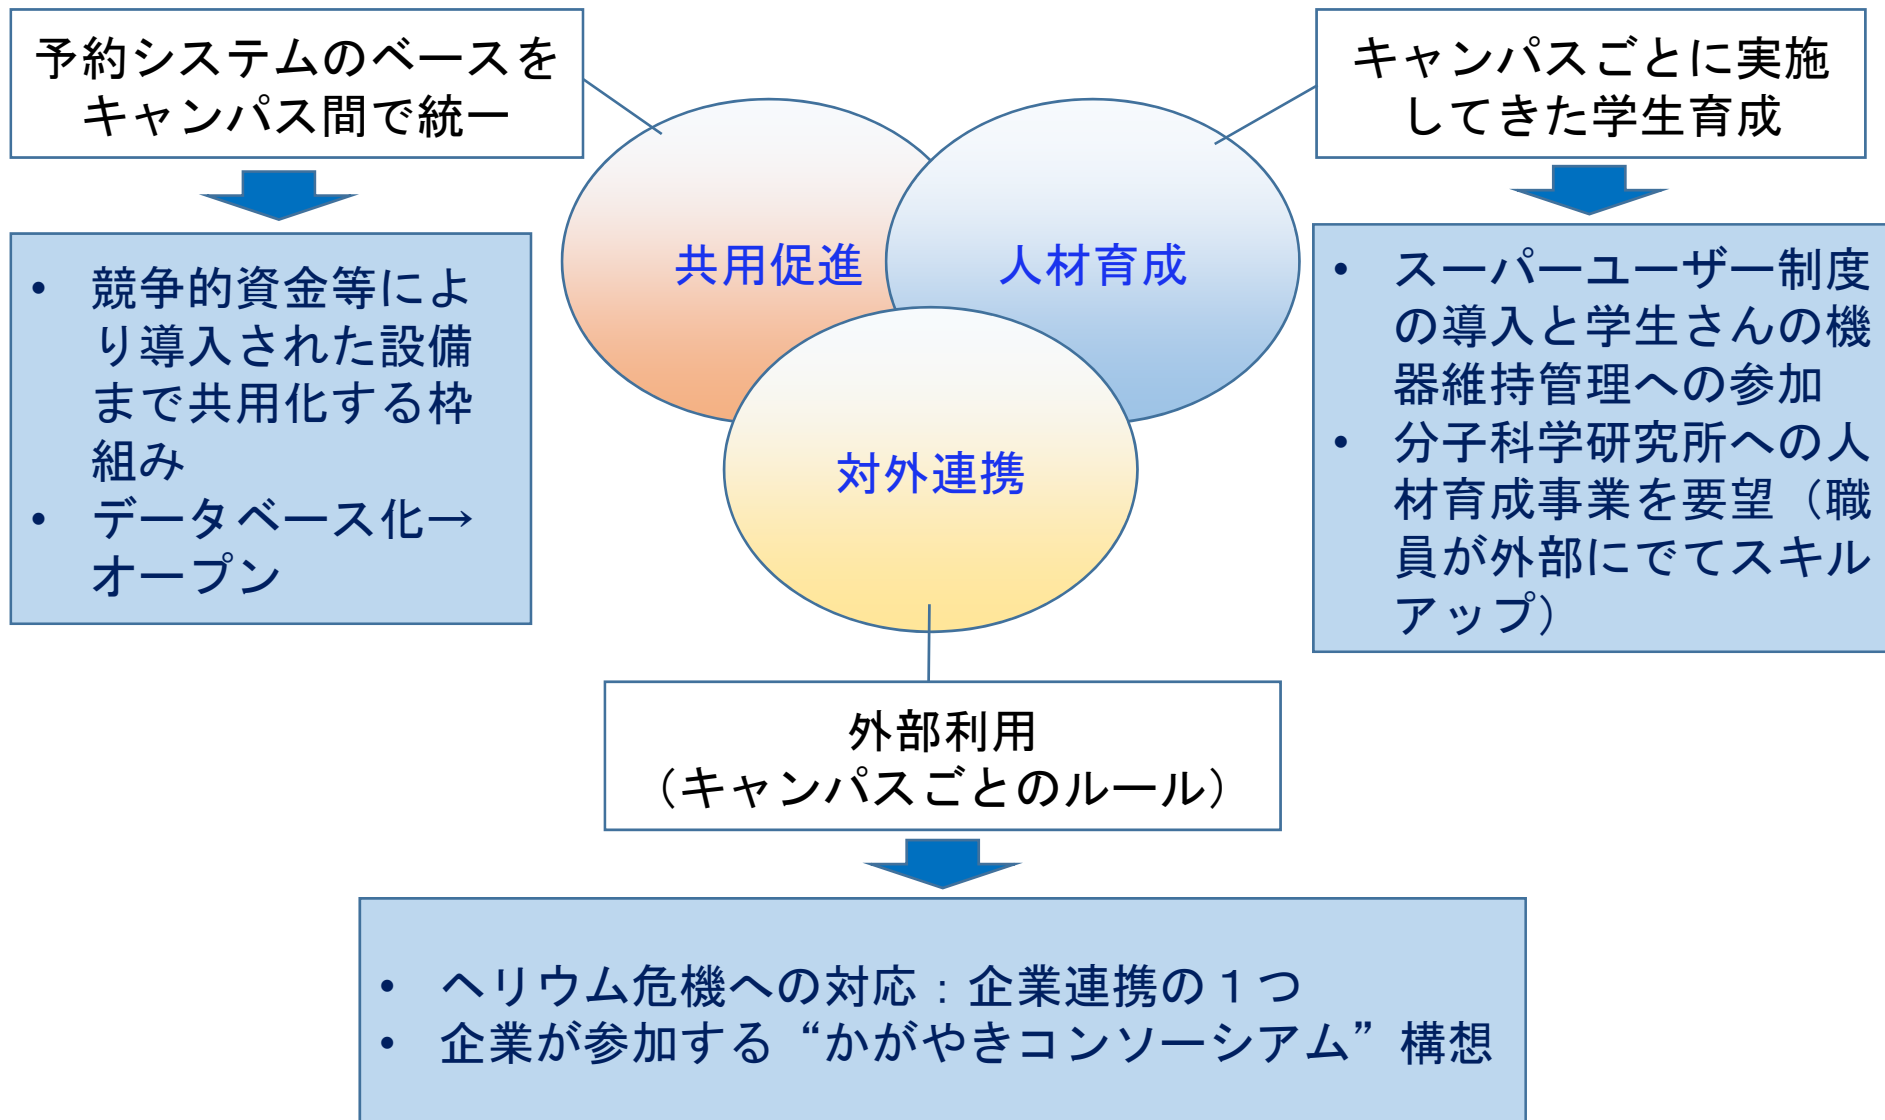 予約システムのベースを
キャンパス間で統一
• 競争的資金等によ
り導入された設備
まで共用化する枠
組み
• データベース化→
オープン
共用促進
人材育成
対外連携
キャンパスごとに実施
してきた学生育成
• スーパーユーザー制度
の導入と学生さんの機
器維持管理への参加
• 分子科学研究所への人
材育成事業を要望（職
員が外部にでてスキル
アップ）
外部利用
（キャンパスごとのルール）
• ヘリウム危機への対応：企業連携の１つ
• 企業が参加する“かがやきコンソーシアム”構想